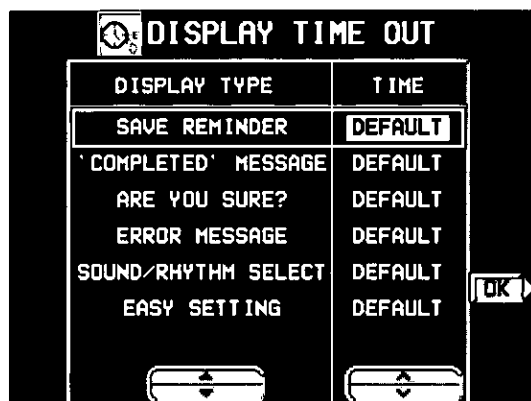 DISPLAY TIME OUT
DISPLAY TYPE TIME
SAVE REMINDER DEFAULT
'COMPLETED' MESSAGE DEFAULT
ARE YOU SURE? DEFAULT
ERROR MESSAGE DEFAULT
SOUND/RHYTHM SELECT DEFAULT
OK
EASY SETTING DEFAULT